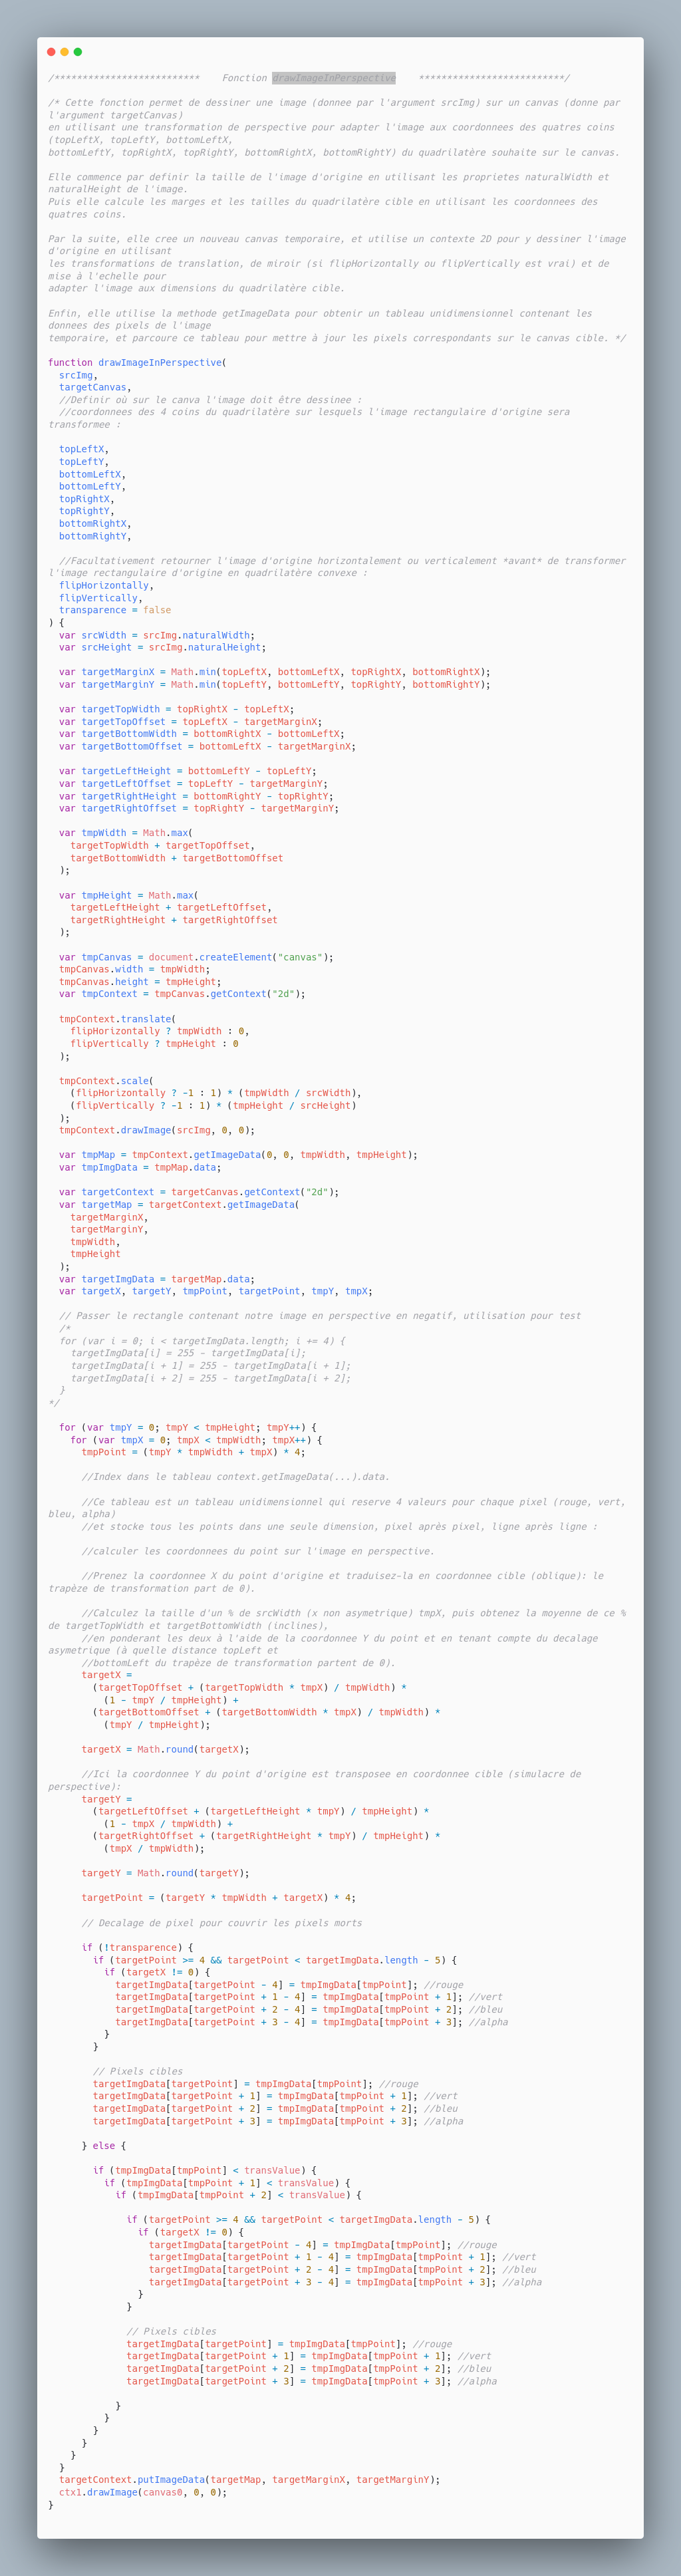 /**************************    Fonction drawImageInPerspective    **************************/

/* Cette fonction permet de dessiner une image (donnee par l'argument srcImg) sur un canvas (donne par
l'argument targetCanvas)
en utilisant une transformation de perspective pour adapter l'image aux coordonnees des quatres coins
(topLeftX, topLeftY, bottomLeftX,
bottomLeftY, topRightX, topRightY, bottomRightX, bottomRightY) du quadrilatère souhaite sur le canvas.

Elle commence par definir la taille de l'image d'origine en utilisant les proprietes naturalWidth et
naturalHeight de l'image.
Puis elle calcule les marges et les tailles du quadrilatère cible en utilisant les coordonnees des
quatres coins.

Par la suite, elle cree un nouveau canvas temporaire, et utilise un contexte 2D pour y dessiner l'image
d'origine en utilisant
les transformations de translation, de miroir (si flipHorizontally ou flipVertically est vrai) et de
mise à l'echelle pour
adapter l'image aux dimensions du quadrilatère cible.

Enfin, elle utilise la methode getImageData pour obtenir un tableau unidimensionnel contenant les
donnees des pixels de l'image
temporaire, et parcoure ce tableau pour mettre à jour les pixels correspondants sur le canvas cible. */

function drawImageInPerspective(
  srcImg,
  targetCanvas,
  //Definir où sur le canva l'image doit être dessinee :
  //coordonnees des 4 coins du quadrilatère sur lesquels l'image rectangulaire d'origine sera
transformee :

  topLeftX,
  topLeftY,
  bottomLeftX,
  bottomLeftY,
  topRightX,
  topRightY,
  bottomRightX,
  bottomRightY,

  //Facultativement retourner l'image d'origine horizontalement ou verticalement *avant* de transformer
l'image rectangulaire d'origine en quadrilatère convexe :
  flipHorizontally,
  flipVertically,
  transparence = false
) {
  var srcWidth = srcImg.naturalWidth;
  var srcHeight = srcImg.naturalHeight;

  var targetMarginX = Math.min(topLeftX, bottomLeftX, topRightX, bottomRightX);
  var targetMarginY = Math.min(topLeftY, bottomLeftY, topRightY, bottomRightY);

  var targetTopWidth = topRightX - topLeftX;
  var targetTopOffset = topLeftX - targetMarginX;
  var targetBottomWidth = bottomRightX - bottomLeftX;
  var targetBottomOffset = bottomLeftX - targetMarginX;

  var targetLeftHeight = bottomLeftY - topLeftY;
  var targetLeftOffset = topLeftY - targetMarginY;
  var targetRightHeight = bottomRightY - topRightY;
  var targetRightOffset = topRightY - targetMarginY;

  var tmpWidth = Math.max(
    targetTopWidth + targetTopOffset,
    targetBottomWidth + targetBottomOffset
  );

  var tmpHeight = Math.max(
    targetLeftHeight + targetLeftOffset,
    targetRightHeight + targetRightOffset
  );

  var tmpCanvas = document.createElement("canvas");
  tmpCanvas.width = tmpWidth;
  tmpCanvas.height = tmpHeight;
  var tmpContext = tmpCanvas.getContext("2d");

  tmpContext.translate(
    flipHorizontally ? tmpWidth : 0,
    flipVertically ? tmpHeight : 0
  );

  tmpContext.scale(
    (flipHorizontally ? -1 : 1) * (tmpWidth / srcWidth),
    (flipVertically ? -1 : 1) * (tmpHeight / srcHeight)
  );
  tmpContext.drawImage(srcImg, 0, 0);

  var tmpMap = tmpContext.getImageData(0, 0, tmpWidth, tmpHeight);
  var tmpImgData = tmpMap.data;

  var targetContext = targetCanvas.getContext("2d");
  var targetMap = targetContext.getImageData(
    targetMarginX,
    targetMarginY,
    tmpWidth,
    tmpHeight
  );
  var targetImgData = targetMap.data;
  var targetX, targetY, tmpPoint, targetPoint, tmpY, tmpX;

  // Passer le rectangle contenant notre image en perspective en negatif, utilisation pour test
  /*
  for (var i = 0; i < targetImgData.length; i += 4) {
    targetImgData[i] = 255 - targetImgData[i];
    targetImgData[i + 1] = 255 - targetImgData[i + 1];
    targetImgData[i + 2] = 255 - targetImgData[i + 2];
  }
*/

  for (var tmpY = 0; tmpY < tmpHeight; tmpY++) {
    for (var tmpX = 0; tmpX < tmpWidth; tmpX++) {
      tmpPoint = (tmpY * tmpWidth + tmpX) * 4;

      //Index dans le tableau context.getImageData(...).data.

      //Ce tableau est un tableau unidimensionnel qui reserve 4 valeurs pour chaque pixel (rouge, vert,
bleu, alpha)
      //et stocke tous les points dans une seule dimension, pixel après pixel, ligne après ligne :

      //calculer les coordonnees du point sur l'image en perspective.

      //Prenez la coordonnee X du point d'origine et traduisez-la en coordonnee cible (oblique): le
trapèze de transformation part de 0).

      //Calculez la taille d'un % de srcWidth (x non asymetrique) tmpX, puis obtenez la moyenne de ce %
de targetTopWidth et targetBottomWidth (inclines),
      //en ponderant les deux à l'aide de la coordonnee Y du point et en tenant compte du decalage
asymetrique (à quelle distance topLeft et
      //bottomLeft du trapèze de transformation partent de 0).
      targetX =
        (targetTopOffset + (targetTopWidth * tmpX) / tmpWidth) *
          (1 - tmpY / tmpHeight) +
        (targetBottomOffset + (targetBottomWidth * tmpX) / tmpWidth) *
          (tmpY / tmpHeight);

      targetX = Math.round(targetX);

      //Ici la coordonnee Y du point d'origine est transposee en coordonnee cible (simulacre de
perspective):
      targetY =
        (targetLeftOffset + (targetLeftHeight * tmpY) / tmpHeight) *
          (1 - tmpX / tmpWidth) +
        (targetRightOffset + (targetRightHeight * tmpY) / tmpHeight) *
          (tmpX / tmpWidth);

      targetY = Math.round(targetY);

      targetPoint = (targetY * tmpWidth + targetX) * 4;

      // Decalage de pixel pour couvrir les pixels morts

      if (!transparence) {
        if (targetPoint >= 4 && targetPoint < targetImgData.length - 5) {
          if (targetX != 0) {
            targetImgData[targetPoint - 4] = tmpImgData[tmpPoint]; //rouge
            targetImgData[targetPoint + 1 - 4] = tmpImgData[tmpPoint + 1]; //vert
            targetImgData[targetPoint + 2 - 4] = tmpImgData[tmpPoint + 2]; //bleu
            targetImgData[targetPoint + 3 - 4] = tmpImgData[tmpPoint + 3]; //alpha
          }
        }

        // Pixels cibles
        targetImgData[targetPoint] = tmpImgData[tmpPoint]; //rouge
        targetImgData[targetPoint + 1] = tmpImgData[tmpPoint + 1]; //vert
        targetImgData[targetPoint + 2] = tmpImgData[tmpPoint + 2]; //bleu
        targetImgData[targetPoint + 3] = tmpImgData[tmpPoint + 3]; //alpha

      } else {

        if (tmpImgData[tmpPoint] < transValue) {
          if (tmpImgData[tmpPoint + 1] < transValue) {
            if (tmpImgData[tmpPoint + 2] < transValue) {

              if (targetPoint >= 4 && targetPoint < targetImgData.length - 5) {
                if (targetX != 0) {
                  targetImgData[targetPoint - 4] = tmpImgData[tmpPoint]; //rouge
                  targetImgData[targetPoint + 1 - 4] = tmpImgData[tmpPoint + 1]; //vert
                  targetImgData[targetPoint + 2 - 4] = tmpImgData[tmpPoint + 2]; //bleu
                  targetImgData[targetPoint + 3 - 4] = tmpImgData[tmpPoint + 3]; //alpha
                }
              }

              // Pixels cibles
              targetImgData[targetPoint] = tmpImgData[tmpPoint]; //rouge
              targetImgData[targetPoint + 1] = tmpImgData[tmpPoint + 1]; //vert
              targetImgData[targetPoint + 2] = tmpImgData[tmpPoint + 2]; //bleu
              targetImgData[targetPoint + 3] = tmpImgData[tmpPoint + 3]; //alpha

            }
          }
        }
      }
    }
  }
  targetContext.putImageData(targetMap, targetMarginX, targetMarginY);
  ctx1.drawImage(canvas0, 0, 0);
}